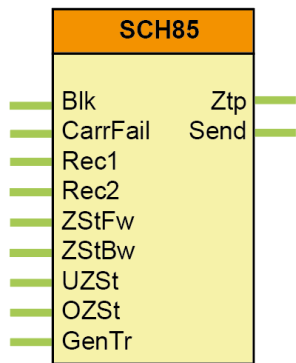 SCH85
Blk Ztp
CarrFail Send
Rec1
Rec2
ZStFw
ZStBw
UZSt
OZSt
GenTr